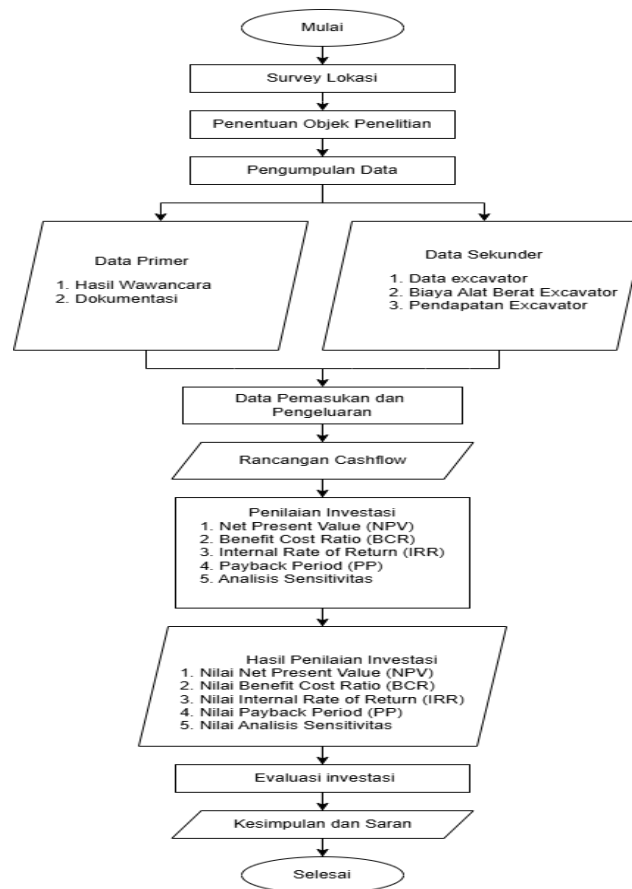 Mulai
Survey Lokasi
Penentuan Objek Penelitian
Pengumpulan Data
Data Primer
1. Hasil Wawancara
2. Dokumentasi
Data Sekunder
1. Data excavator
2. Biaya Alat Berat Excavator
3. Pendapatan Excavator
Data Pemasukan dan
Pengeluaran
Rancangan Cashflow
Penilaian Investasi
1. Net Present Value (NPV)
2. Benefit Cost Ratio (BCR)
3. Internal Rate of Return (IRR)
4. Payback Period (PP)
5. Analisis Sensitivitas
Hasil Penilaian Investasi
1. Nilai Net Present Value (NPV)
2. Nilai Benefit Cost Ratio (BCR)
3. Nilai Internal Rate of Return (IRR)
4. Nilai Payback Period (PP)
5. Nilai Analisis Sensitivitas
Evaluasi investasi
Kesimpulan dan Saran
Selesai